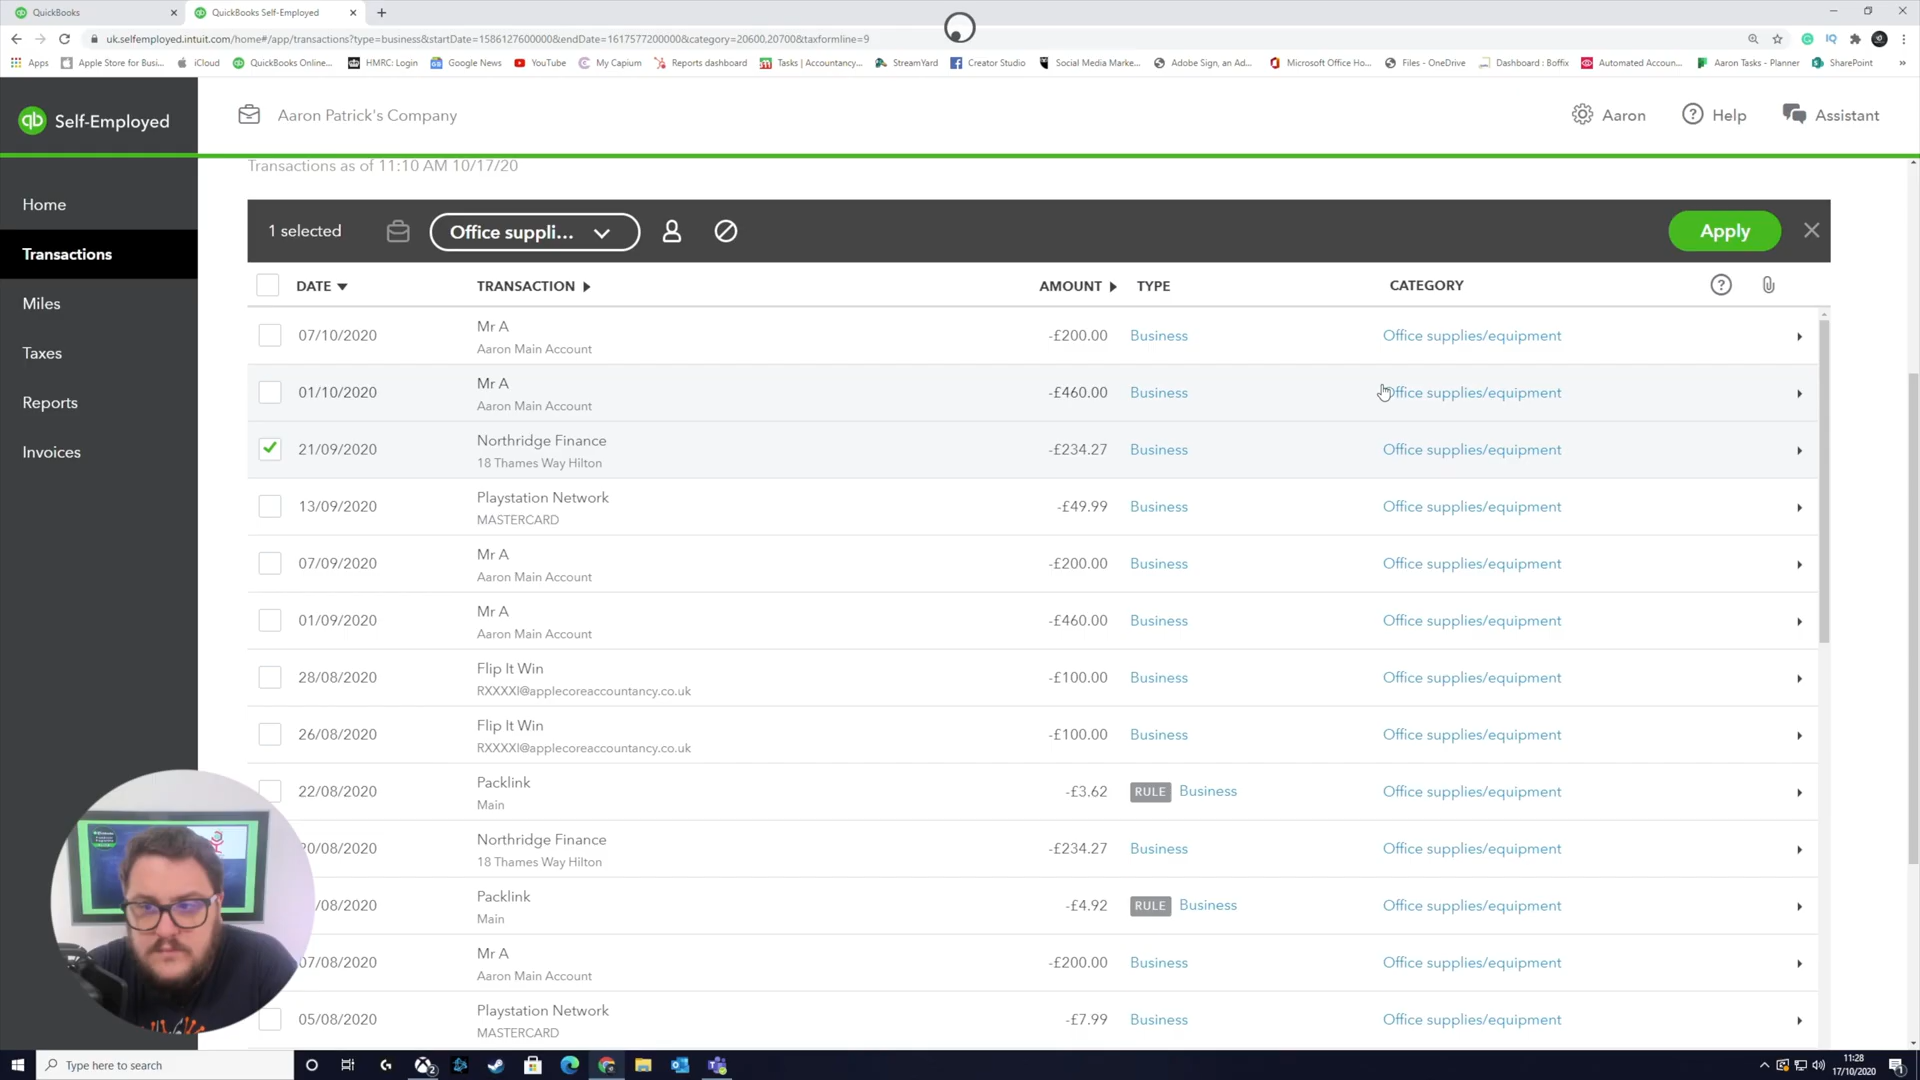 QuickBooks
QuickBooks Self-Employed
uk.selfemployed.intuit.com/home#/app/transactions?type=business&startDate=1586127600000&endDate=1617577200000&category=20600,20700&taxformline=9
Apps
Apple Store for Busi...
iCloud
QuickBooks Online...
HMRC: Login
Google News
YouTube
My Capium
Reports dashboard
Tasks | Accountancy...
StreamYard
Creator Studio
Social Media Marke...
Adobe Sign, an Ad...
Microsoft Office Ho...
Files - OneDrive
Dashboard : Boffix
Automated Accoun...
Aaron Tasks - Planner
SharePoint
qb Self-Employed
Aaron Patrick's Company
Aaron
Help
Assistant
Home
Transactions
Miles
Taxes
Reports
Invoices
Transactions as of 11:10 AM 10/17/20
1 selected
Office suppli...
Apply
DATE TRANSACTION AMOUNT TYPE CATEGORY
07/10/2020 Mr A -£200.00 Business Office supplies/equipment
Aaron Main Account
01/10/2020 Mr A -£460.00 Business Office supplies/equipment
Aaron Main Account
21/09/2020 Northridge Finance -£234.27 Business Office supplies/equipment
18 Thames Way Hilton
13/09/2020 Playstation Network -£49.99 Business Office supplies/equipment
MASTERCARD
07/09/2020 Mr A -£200.00 Business Office supplies/equipment
Aaron Main Account
01/09/2020 Mr A -£460.00 Business Office supplies/equipment
Aaron Main Account
28/08/2020 Flip It Win -£100.00 Business Office supplies/equipment
RXXXXl@applecoreaccountancy.co.uk
26/08/2020 Flip It Win -£100.00 Business Office supplies/equipment
RXXXXl@applecoreaccountancy.co.uk
22/08/2020 Packlink -£3.62 RULE Business Office supplies/equipment
Main
20/08/2020 Northridge Finance -£234.27 Business Office supplies/equipment
18 Thames Way Hilton
/08/2020 Packlink -£4.92 RULE Business Office supplies/equipment
Main
07/08/2020 Mr A -£200.00 Business Office supplies/equipment
Aaron Main Account
05/08/2020 Playstation Network -£7.99 Business Office supplies/equipment
MASTERCARD
Type here to search
11:28
17/10/2020